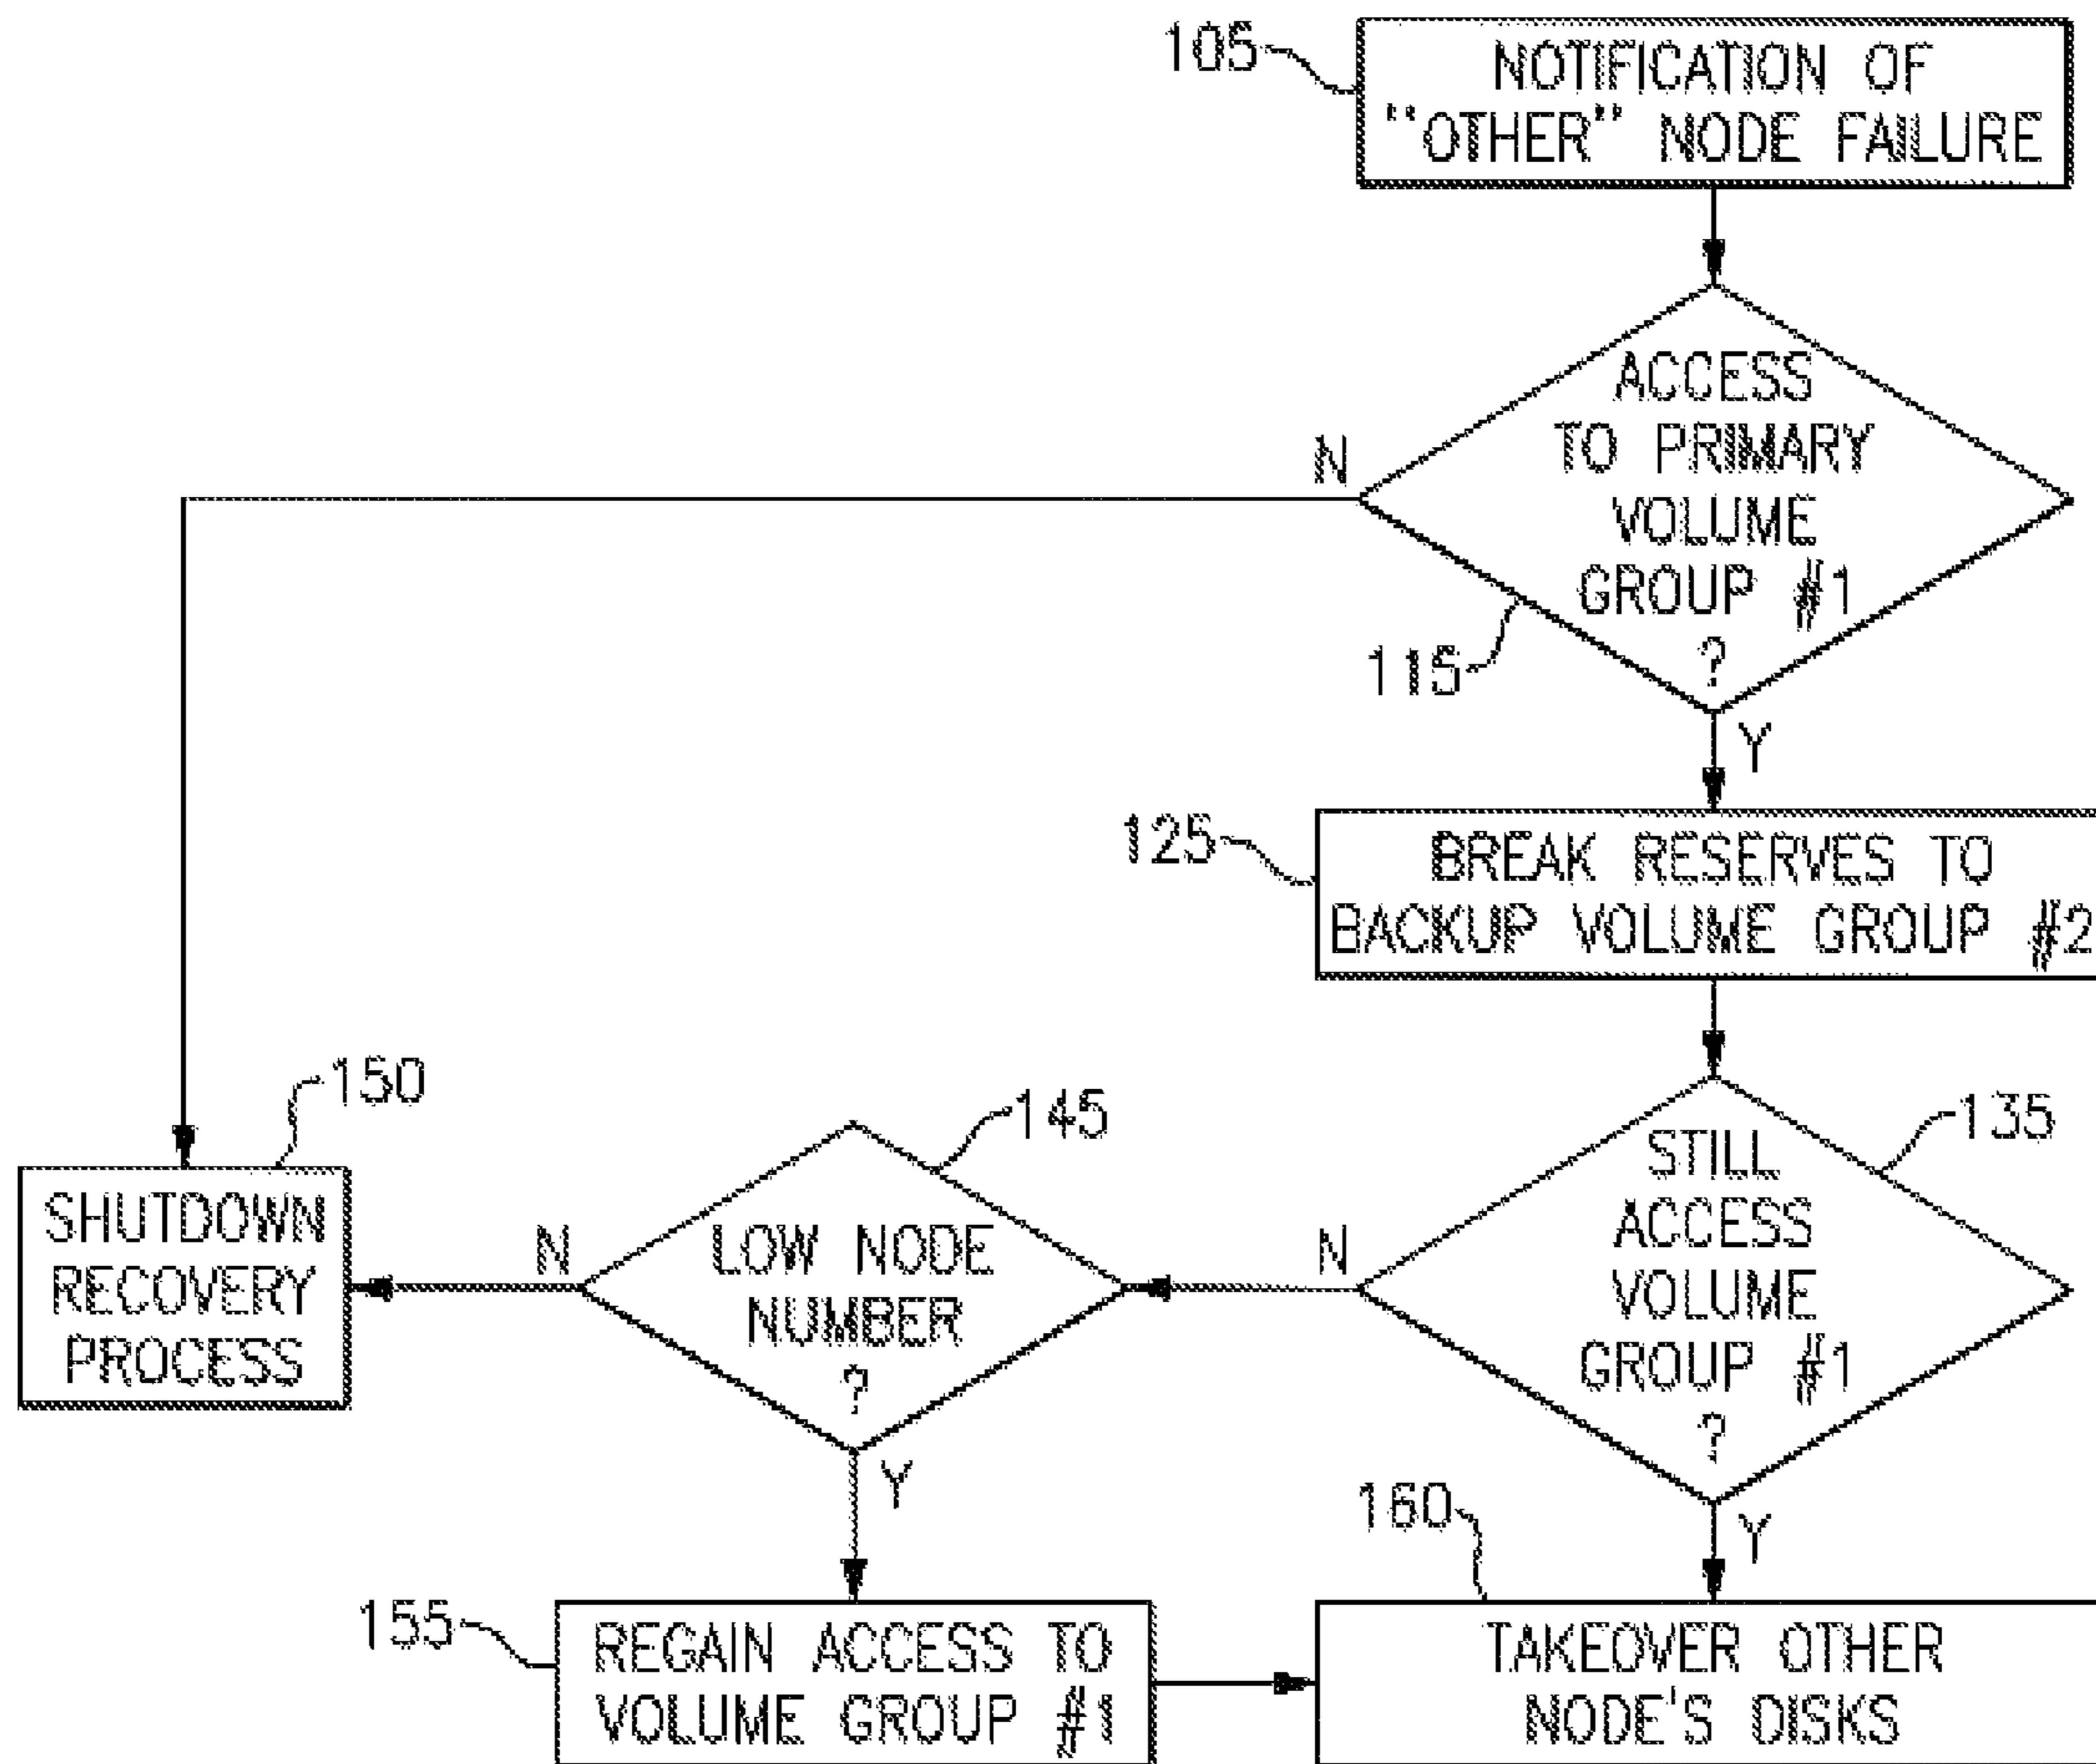 105
NOTIFICATION OF
"OTHER" NODE FAILURE
ACCESS
TO PRIMARY
VOLUME
GROUP #1
?
N
115
Y
125
BREAK RESERVES TO
BACKUP VOLUME GROUP #2
150
SHUTDOWN
RECOVERY
PROCESS
145
N
LOW NODE
NUMBER
?
Y
135
N
STILL
ACCESS
VOLUME
GROUP #1
?
Y
155
REGAIN ACCESS TO
VOLUME GROUP #1
160
TAKEOVER OTHER
NODE'S DISKS